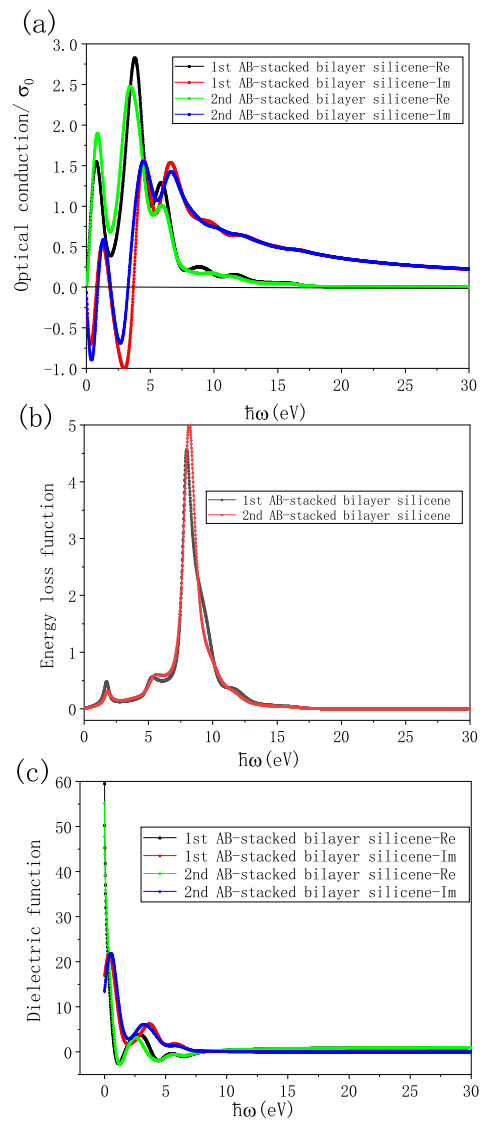 (a)
Optical conduction/σ0
3.0
2.5
2.0
1.5
1.0
0.5
0.0
-0.5
-1.0
1st AB-stacked bilayer silicene-Re
1st AB-stacked bilayer silicene-Im
2nd AB-stacked bilayer silicene-Re
2nd AB-stacked bilayer silicene-Im
0 5 10 15 20 25 30
ħω(eV)
(b)
Energy loss function
5
4
3
2
1
0
1st AB-stacked bilayer silicene
2nd AB-stacked bilayer silicene
0 5 10 15 20 25 30
ħω(eV)
(c)
Dielectric function
60
50
40
30
20
10
0
1st AB-stacked bilayer silicene-Re
1st AB-stacked bilayer silicene-Im
2nd AB-stacked bilayer silicene-Re
2nd AB-stacked bilayer silicene-Im
0 5 10 15 20 25 30
ħω(eV)